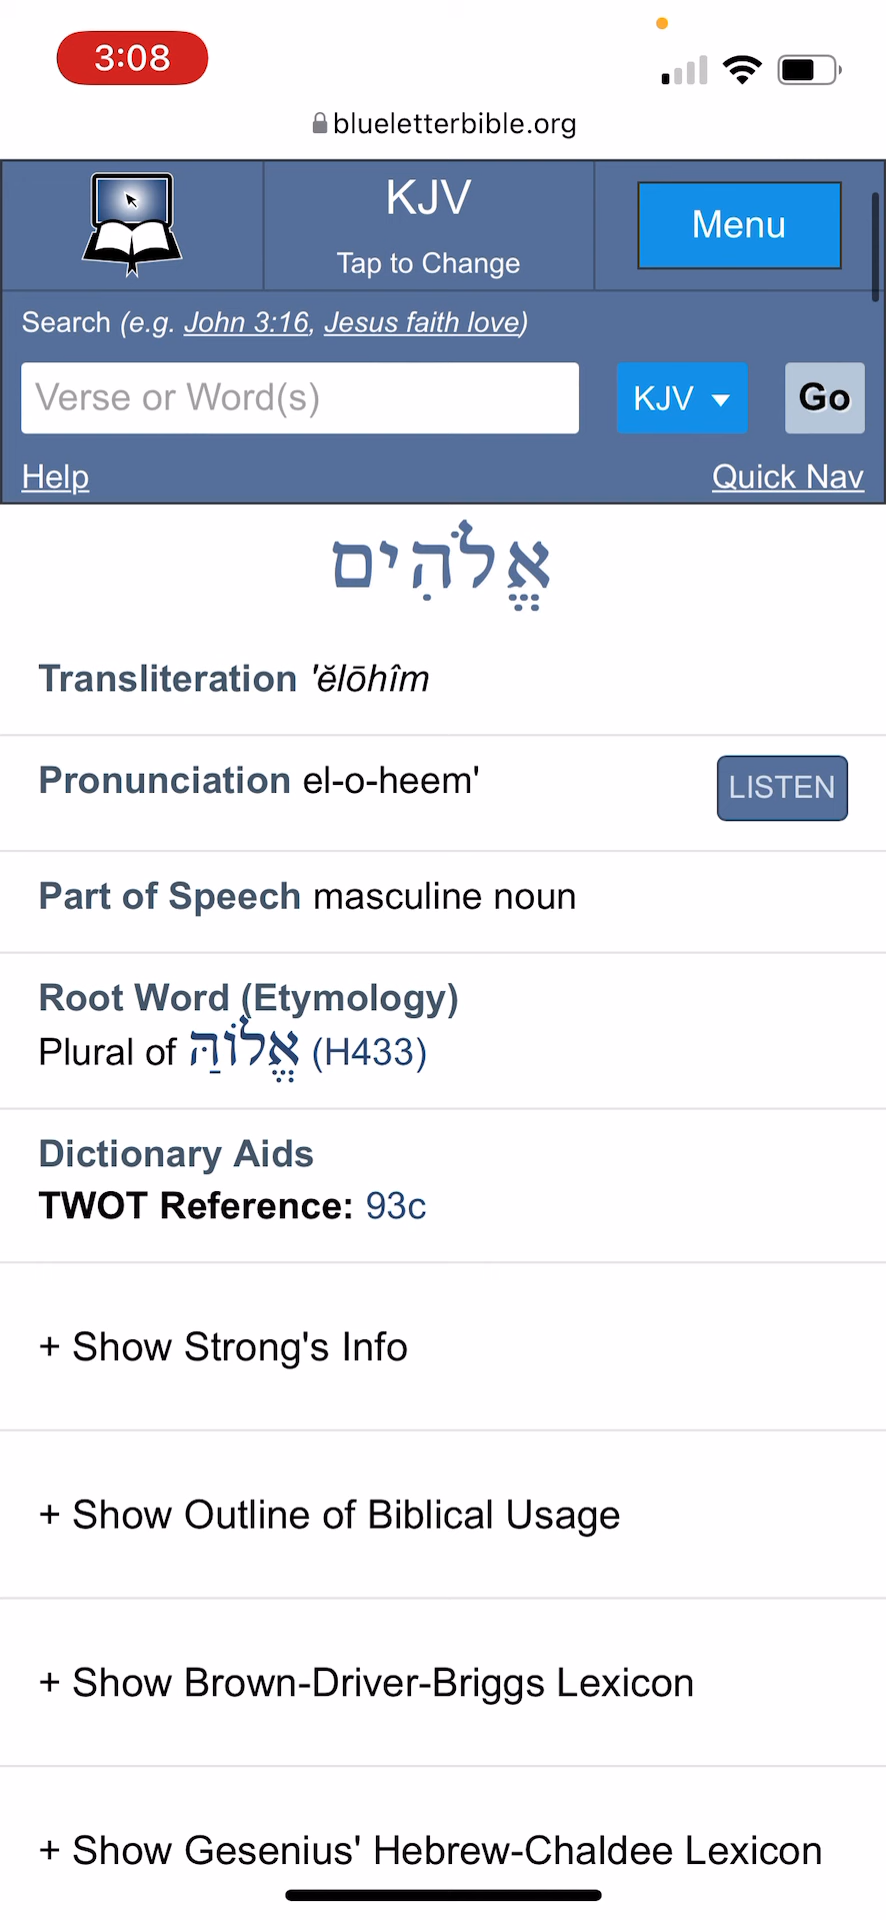 3:08
blueletterbible.org
KJV
Tap to Change
Menu
Search (e.g. John 3:16, Jesus faith love)
Verse or Word(s)
KJV
Go
Help
Quick Nav
אֱלֹהִים
Transliteration 'ĕlōhîm
Pronunciation el-o-heem'
LISTEN
Part of Speech masculine noun
Root Word (Etymology)
Plural of אֱלוֹהַּ (H433)
Dictionary Aids
TWOT Reference: 93c
+ Show Strong's Info
+ Show Outline of Biblical Usage
+ Show Brown-Driver-Briggs Lexicon
+ Show Gesenius' Hebrew-Chaldee Lexicon